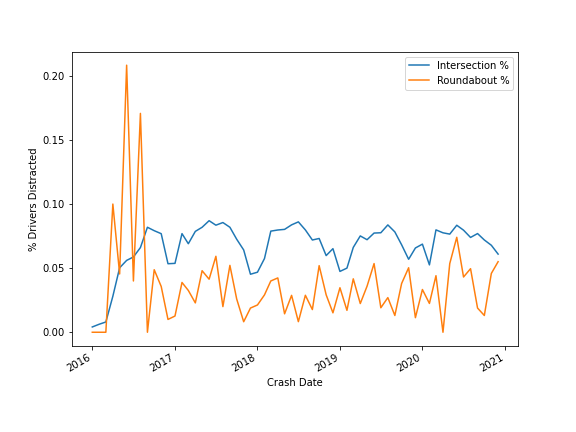 Intersection %
Roundabout %
0.20
0.15
0.10
0.05
0.00
% Drivers Distracted
2016
2017
2018
2019
2020
2021
Crash Date